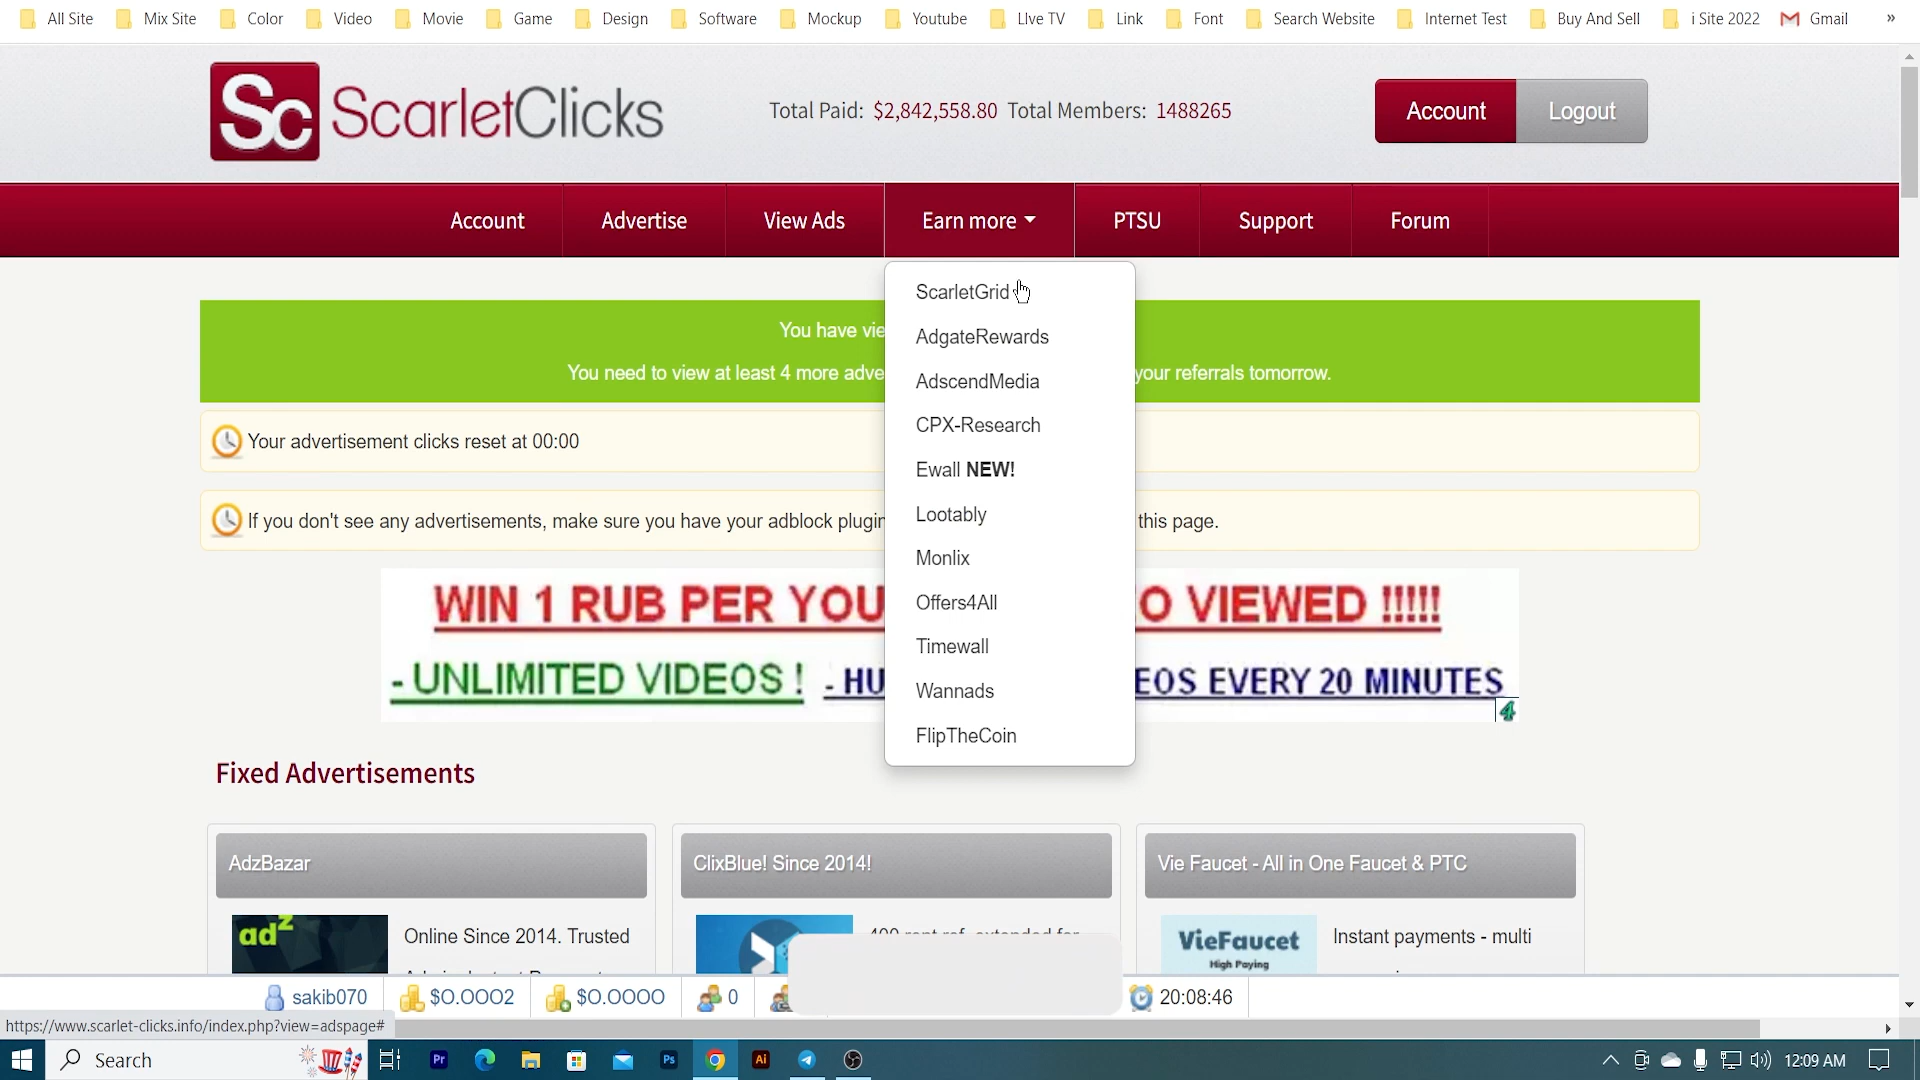 All Site Mix Site Color Video Movie Game Design Software Mockup Youtube LIve TV Link Font Search Website Internet Test Buy And Sell i Site 2022 Gmail »
Sc ScarletClicks Total Paid: $2,842,558.80 Total Members: 1488265 Account Logout
Account Advertise View Ads Earn more PTSU Support Forum
ScarletGrid
AdgateRewards
AdscendMedia
CPX-Research
Ewall NEW!
Lootably
Monlix
Offers4All
Timewall
Wannads
FlipTheCoin
You have
You need to view at least 4 more your referrals tomorrow.
Your advertisement clicks reset at 00:00
If you don't see any advertisements, make sure you have your adblock this page.
WIN 1 RUB PER VIEWED !!!!!
- UNLIMITED VIDEOS ! - EVERY 20 MINUTES
4
Fixed Advertisements
AdzBazar
adz
Online Since 2014. Trusted
ClixBlue! Since 2014!
Vie Faucet - All in One Faucet & PTC
VieFaucet
High Paying
Instant payments - multi
sakib070 $0.0002 $0.0000 0 20:08:46
https://www.scarlet-clicks.info/index.php?view=adspage#
Search Pr Ps Ai 12:09 AM